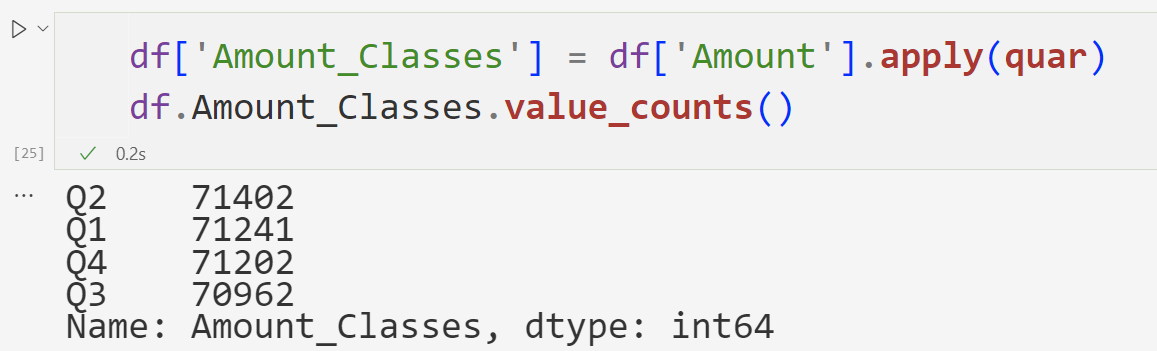 df['Amount_Classes'] = df['Amount'].apply(quar)
df.Amount_Classes.value_counts()
[25] 0.2s
Q2    71402
Q1    71241
Q4    71202
Q3    70962
Name: Amount_Classes, dtype: int64